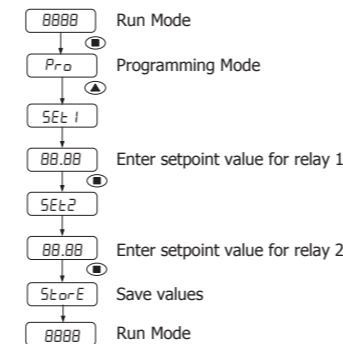 8888 Run Mode
Pro Programming Mode
SEt 1
88.88 Enter setpoint value for relay 1
SEt2
88.88 Enter setpoint value for relay 2
StorE Save values
8888 Run Mode